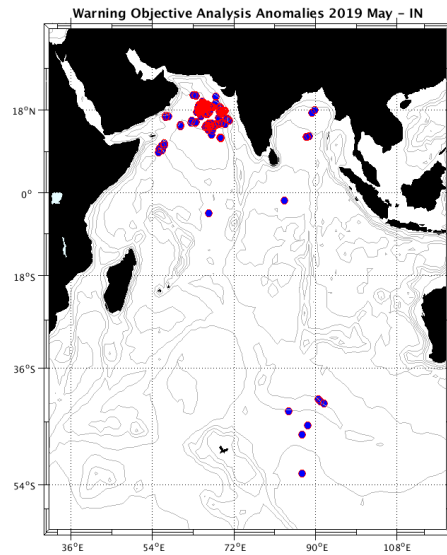 Warning Objective Analysis Anomalies 2019 May – IN
18°N
0°
18°S
36°S
54°S
36°E
54°E
72°E
90°E
108°E